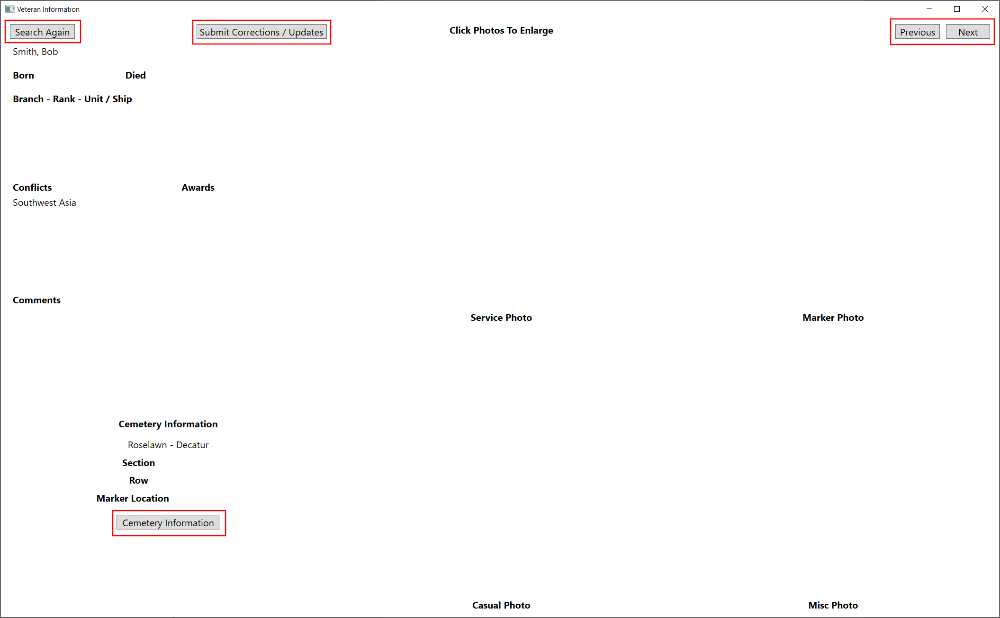 Veteran Information
Search Again
Submit Corrections / Updates
Click Photos To Enlarge
Previous
Next
Smith, Bob
Born
Died
Branch - Rank - Unit / Ship
Conflicts
Awards
Southwest Asia
Comments
Service Photo
Marker Photo
Cemetery Information
Roselawn - Decatur
Section
Row
Marker Location
Cemetery Information
Casual Photo
Misc Photo